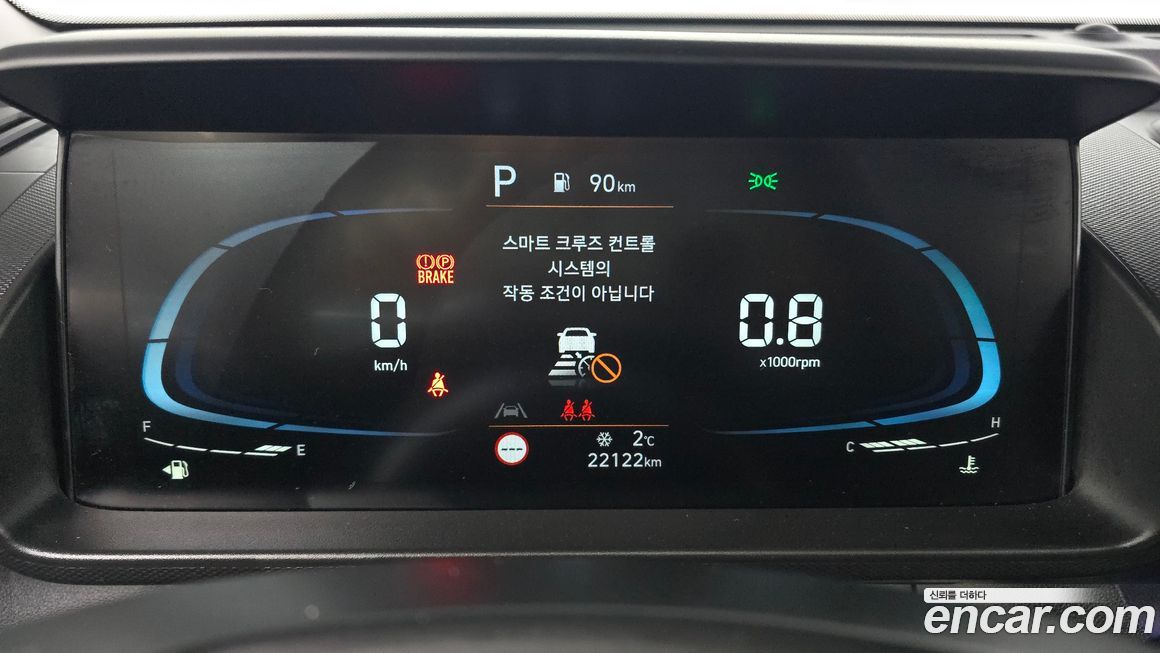 P 90km
스마트 크루즈 컨트롤
시스템의
작동 조건이 아닙니다
(!) (P)
BRAKE
0
km/h
0.8
x1000rpm
F E
---
2℃
22122km
C H
신뢰를 더하다
encar.com